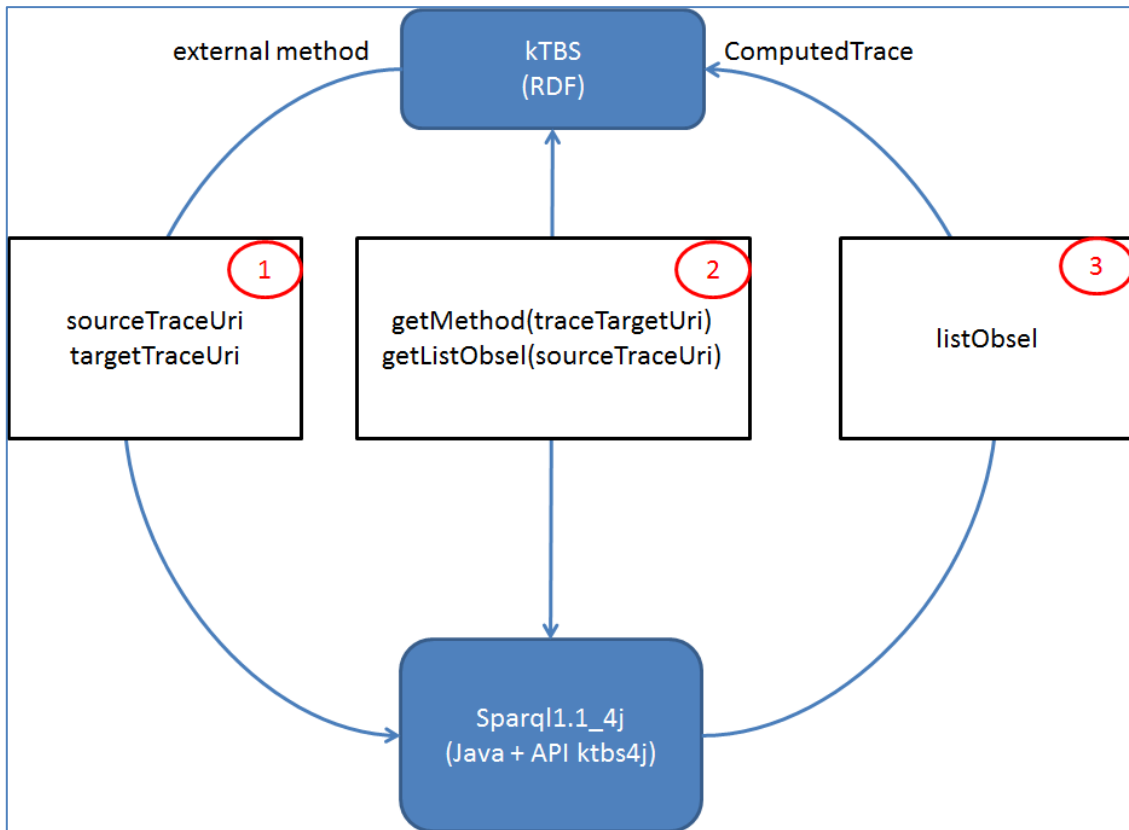 external method
kTBS
(RDF)
ComputedTrace
1
sourceTraceUri
targetTraceUri
2
getMethod(traceTargetUri)
getListObsel(sourceTraceUri)
3
listObsel
Sparql1.1_4j
(Java + API ktbs4j)